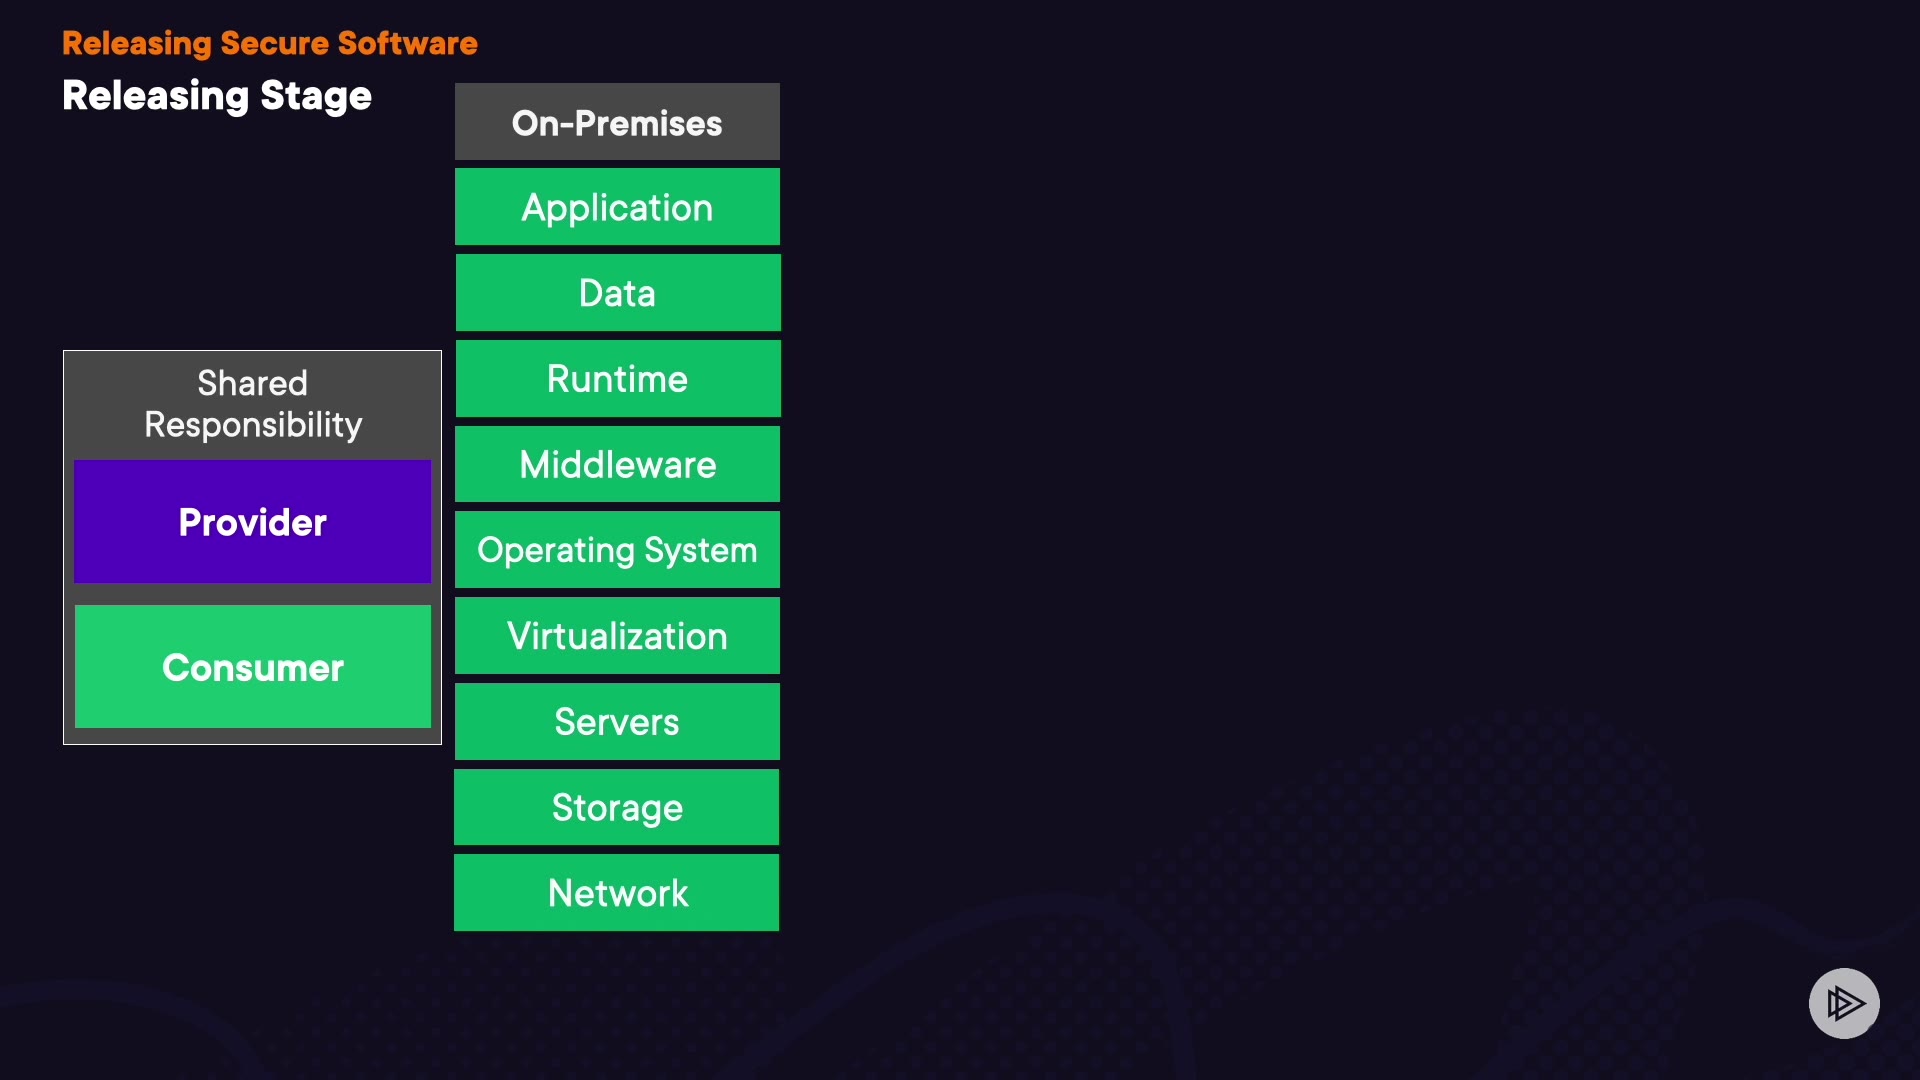 Releasing Secure Software
Releasing Stage
Shared
Responsibility
Provider
Consumer
On-Premises
Application
Data
Runtime
Middleware
Operating System
Virtualization
Servers
Storage
Network